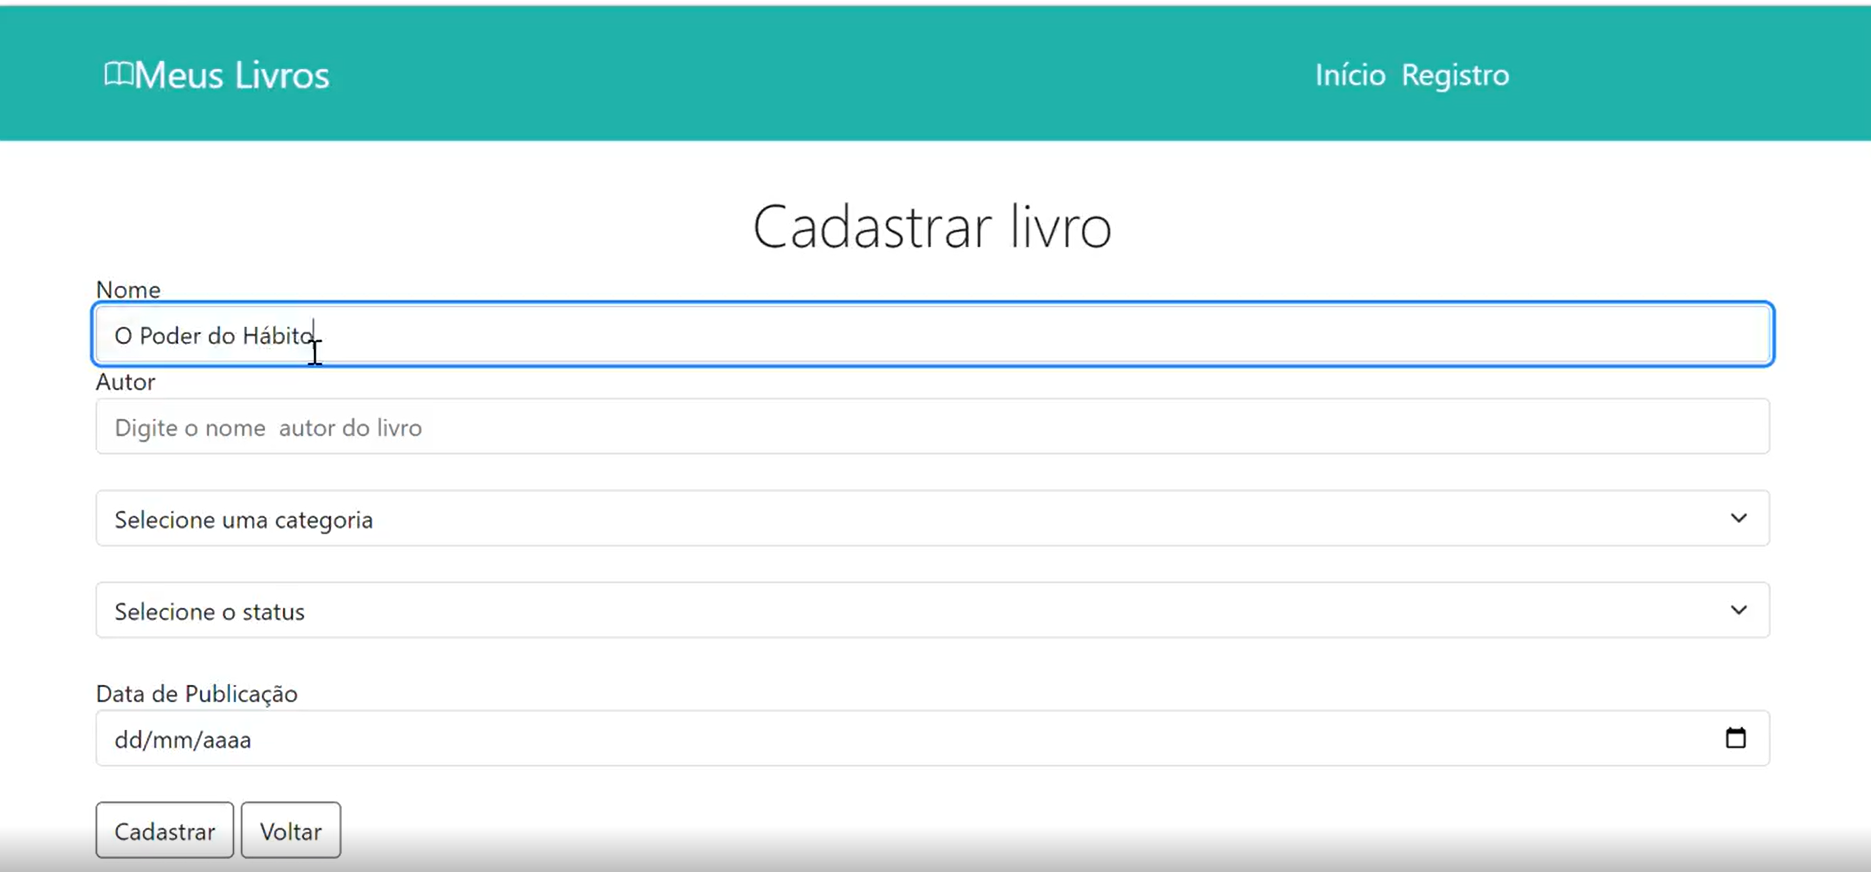 Meus Livros
Início Registro
Cadastrar livro
Nome
O Poder do Hábito
Autor
Digite o nome  autor do livro
Selecione uma categoria
Selecione o status
Data de Publicação
dd/mm/aaaa
Cadastrar Voltar